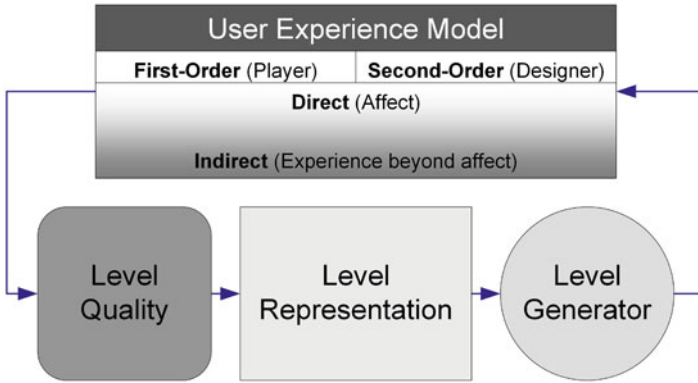 User Experience Model
First-Order (Player) Second-Order (Designer)
Direct (Affect)
Indirect (Experience beyond affect)
Level Quality
Level Representation
Level Generator